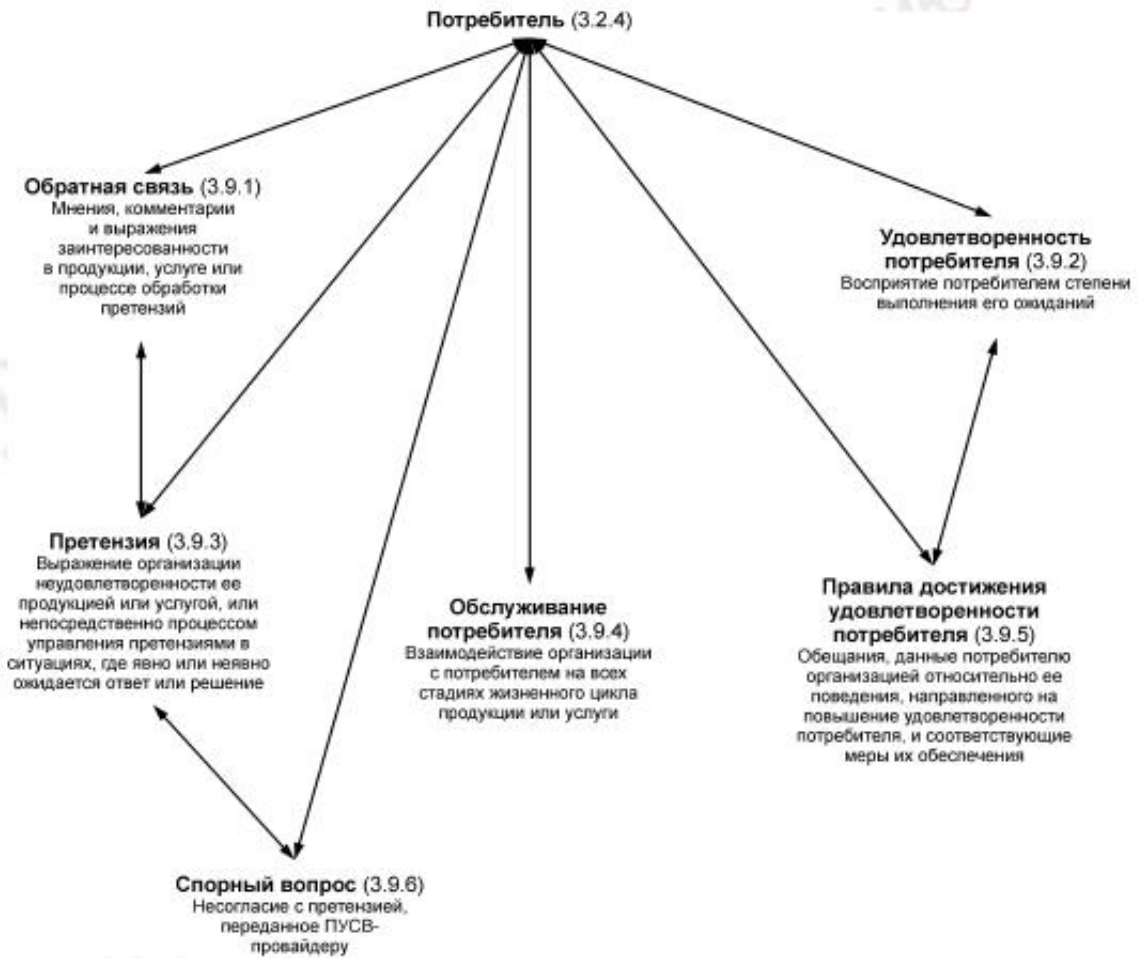 Потребитель (3.2.4)
Обратная связь (3.9.1)
Мнения, комментарии
и выражения
заинтересованности
в продукции, услуге или
процессе обработки
претензий
Удовлетворенность
потребителя (3.9.2)
Восприятие потребителем степени
выполнения его ожиданий
Претензия (3.9.3)
Выражение организации
неудовлетворенности ее
продукцией или услугой, или
непосредственно процессом
управления претензиями в
ситуациях, где явно или неявно
ожидается ответ или решение
Обслуживание
потребителя (3.9.4)
Взаимодействие организации
с потребителем на всех
стадиях жизненного цикла
продукции или услуги
Правила достижения
удовлетворенности
потребителя (3.9.5)
Обещания, данные потребителю
организацией относительно ее
поведения, направленного на
повышение удовлетворенности
потребителя, и соответствующие
меры их обеспечения
Спорный вопрос (3.9.6)
Несогласие с претензией,
переданное ПУСВ-
провайдеру